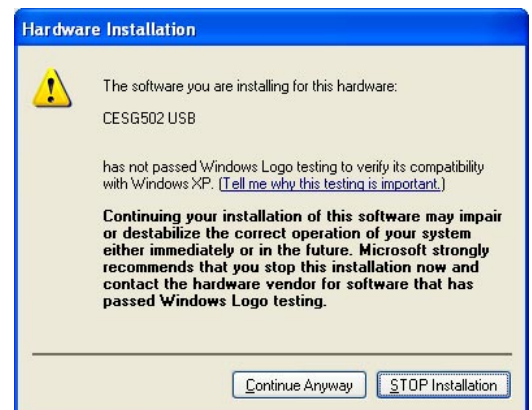 Hardware Installation
The software you are installing for this hardware:
CESG502 USB
has not passed Windows Logo testing to verify its compatibility
with Windows XP. (Tell me why this testing is important.)
Continuing your installation of this software may impair
or destabilize the correct operation of your system
either immediately or in the future. Microsoft strongly
recommends that you stop this installation now and
contact the hardware vendor for software that has
passed Windows Logo testing.
Continue Anyway
STOP Installation